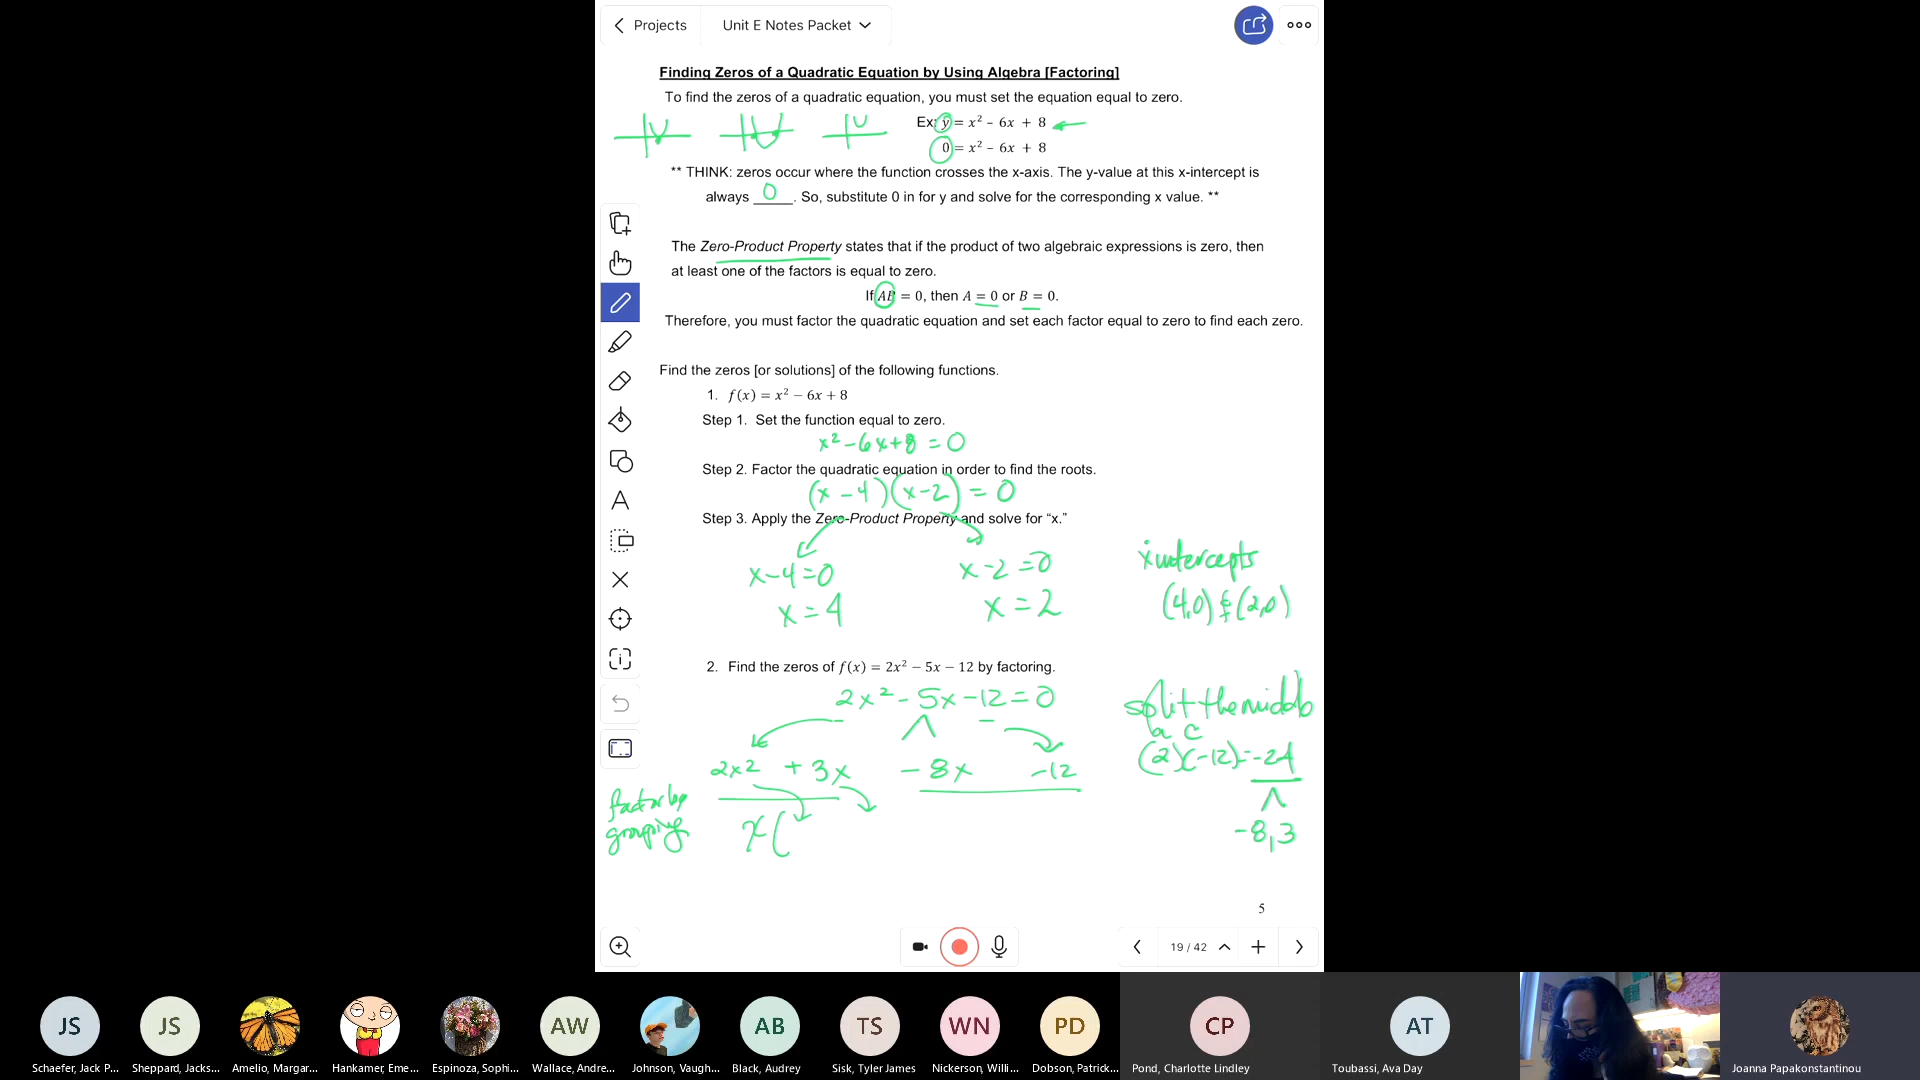 Projects
Unit E Notes Packet
Finding Zeros of a Quadratic Equation by Using Algebra [Factoring]
To find the zeros of a quadratic equation, you must set the equation equal to zero.
Ex: y = x² − 6x + 8
0 = x² − 6x + 8
** THINK: zeros occur where the function crosses the x-axis. The y-value at this x-intercept is
always __0__. So, substitute 0 in for y and solve for the corresponding x value. **
The Zero-Product Property states that if the product of two algebraic expressions is zero, then
at least one of the factors is equal to zero.
If AB = 0, then A = 0 or B = 0.
Therefore, you must factor the quadratic equation and set each factor equal to zero to find each zero.
Find the zeros [or solutions] of the following functions.
1. f(x) = x² − 6x + 8
Step 1. Set the function equal to zero.
x² − 6x + 8 = 0
Step 2. Factor the quadratic equation in order to find the roots.
(x − 4)(x − 2) = 0
Step 3. Apply the Zero-Product Property and solve for “x.”
x − 4 = 0
x = 4
x − 2 = 0
x = 2
x intercepts
(4,0) & (2,0)
2. Find the zeros of f(x) = 2x² − 5x − 12 by factoring.
2x² − 5x − 12 = 0
split the middle
a c
(2)(−12) = −24
−8, 3
2x² + 3x − 8x − 12
factor by
grouping
x(
5
19 / 42
JS
JS
AW
AB
TS
WN
PD
CP
AT
Schaefer, Jack P...
Sheppard, Jacks...
Amelio, Margar...
Hankamer, Eme...
Espinoza, Sophi...
Wallace, Andre...
Johnson, Vaugh...
Black, Audrey
Sisk, Tyler James
Nickerson, Willi...
Dobson, Patrick...
Pond, Charlotte Lindley
Toubassi, Ava Day
Joanna Papakonstantinou